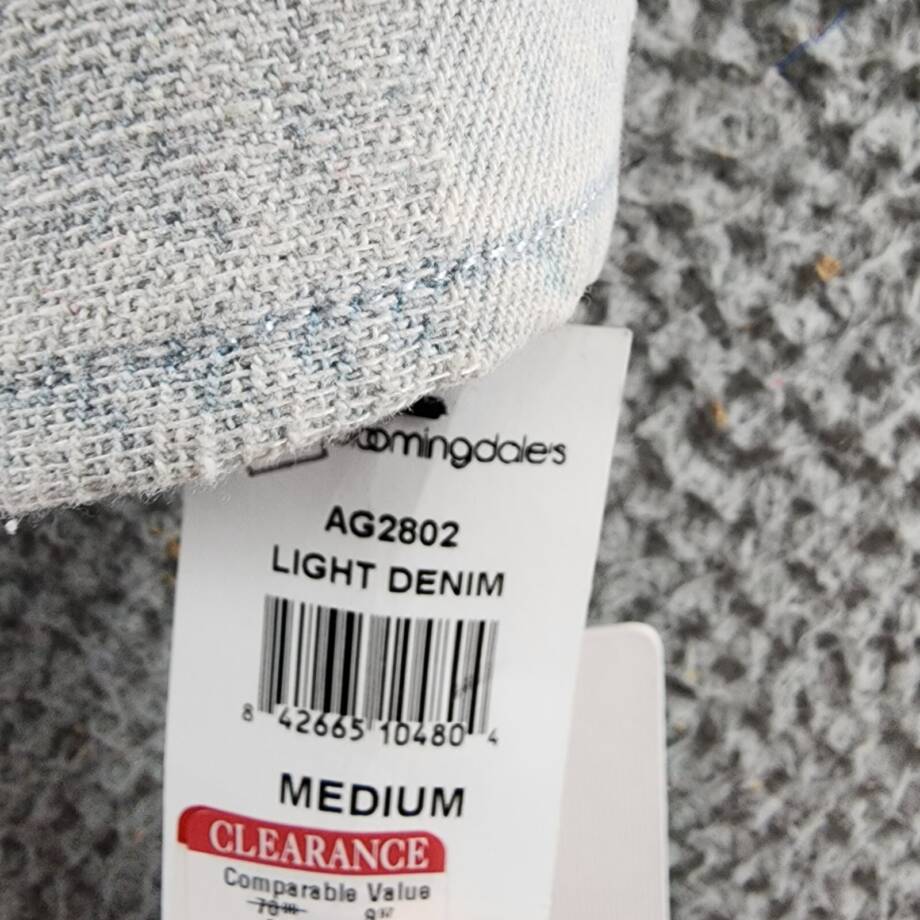 oomingdale's
AG2802
LIGHT DENIM
8 42665 10480 4
MEDIUM
CLEARANCE
Comparable Value